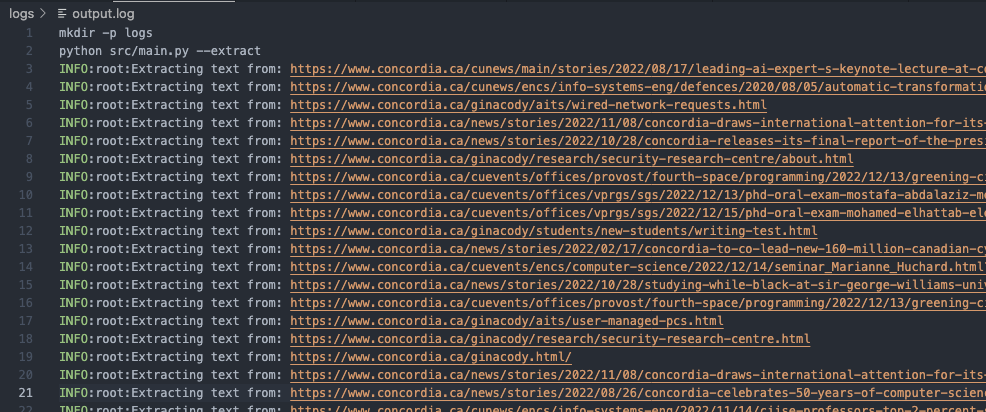 logs > output.log
1 mkdir -p logs
2 python src/main.py --extract
3 INFO:root:Extracting text from: https://www.concordia.ca/cunews/main/stories/2022/08/17/leading-ai-expert-s-keynote-lecture-at-co
4 INFO:root:Extracting text from: https://www.concordia.ca/cunews/encs/info-systems-eng/defences/2020/08/05/automatic-transformatio
5 INFO:root:Extracting text from: https://www.concordia.ca/ginacody/aits/wired-network-requests.html
6 INFO:root:Extracting text from: https://www.concordia.ca/news/stories/2022/11/08/concordia-draws-international-attention-for-its-
7 INFO:root:Extracting text from: https://www.concordia.ca/news/stories/2022/10/28/concordia-releases-its-final-report-of-the-presi
8 INFO:root:Extracting text from: https://www.concordia.ca/ginacody/research/security-research-centre/about.html
9 INFO:root:Extracting text from: https://www.concordia.ca/cuevents/offices/provost/fourth-space/programming/2022/12/13/greening-ci
10 INFO:root:Extracting text from: https://www.concordia.ca/cuevents/offices/vprgs/sgs/2022/12/13/phd-oral-exam-mostafa-abdalaziz-mo
11 INFO:root:Extracting text from: https://www.concordia.ca/cuevents/offices/vprgs/sgs/2022/12/15/phd-oral-exam-mohamed-elhattab-ele
12 INFO:root:Extracting text from: https://www.concordia.ca/ginacody/students/new-students/writing-test.html
13 INFO:root:Extracting text from: https://www.concordia.ca/news/stories/2022/02/17/concordia-to-co-lead-new-160-million-canadian-cy
14 INFO:root:Extracting text from: https://www.concordia.ca/cuevents/encs/computer-science/2022/12/14/seminar_Marianne_Huchard.html
15 INFO:root:Extracting text from: https://www.concordia.ca/news/stories/2022/10/28/studying-while-black-at-sir-george-williams-univ
16 INFO:root:Extracting text from: https://www.concordia.ca/cuevents/offices/provost/fourth-space/programming/2022/12/13/greening-ci
17 INFO:root:Extracting text from: https://www.concordia.ca/ginacody/aits/user-managed-pcs.html
18 INFO:root:Extracting text from: https://www.concordia.ca/ginacody/research/security-research-centre.html
19 INFO:root:Extracting text from: https://www.concordia.ca/ginacody.html/
20 INFO:root:Extracting text from: https://www.concordia.ca/news/stories/2022/11/08/concordia-draws-international-attention-for-its-
21 INFO:root:Extracting text from: https://www.concordia.ca/news/stories/2022/08/26/concordia-celebrates-50-years-of-computer-scien
22 INFO:root:Extracting text from: https://www.concordia.ca/cunews/encs/info-systems-eng/2022/11/14/ciise-professors-top-2-percent-